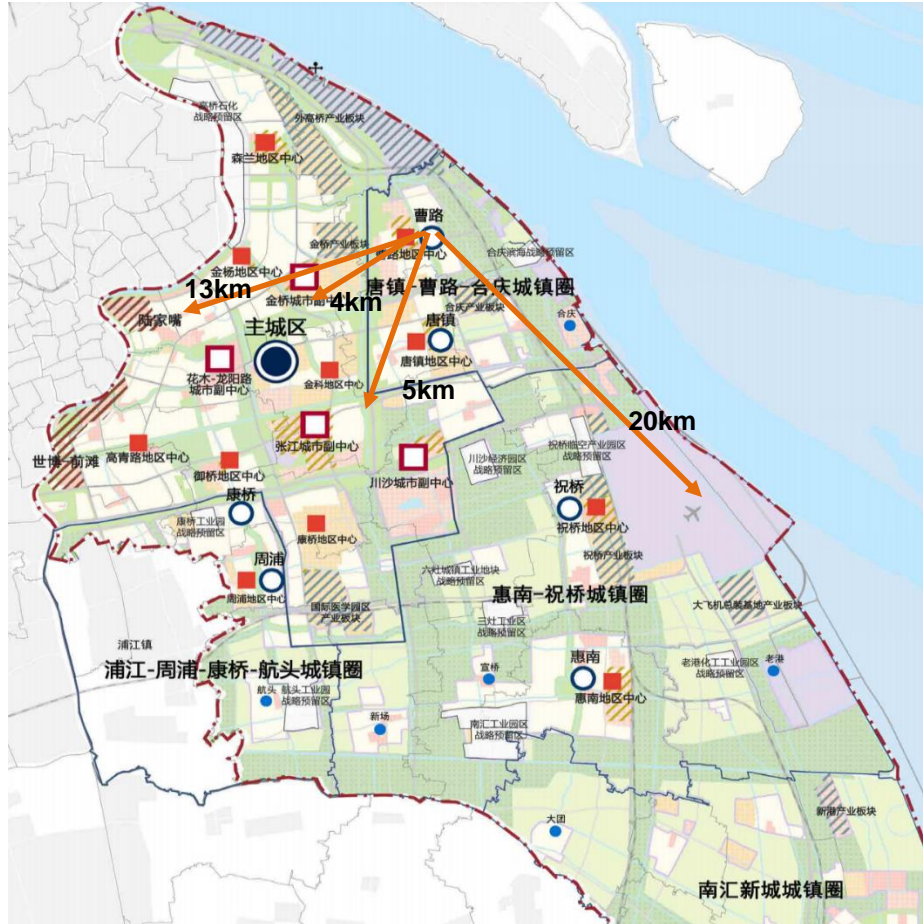 高桥石化
战略预留区
外高桥产业板块
森兰地区中心
曹路
金桥产业板块
曹路地区中心
合庆滨海战略预留区
金杨地区中心
13km
金桥城市副中心
4km
唐镇-曹路-合庆城镇圈
合庆产业板块
合庆
陆家嘴
主城区
唐镇
唐镇地区中心
花木-龙阳路
城市副中心
金科地区中心
5km
20km
张江城市副中心
世博-前滩
高青路地区中心
御桥地区中心
川沙城市副中心
川沙经济园区
战略预留区
祝桥临空产业园区
战略预留区
康桥
康桥工业园
战略预留区
康桥地区中心
祝桥
祝桥地区中心
祝桥产业板块
周浦
周浦地区中心
国际医学园区
产业板块
六灶城镇工业地块
战略预留区
惠南-祝桥城镇圈
大飞机总装基地产业板块
三灶工业区
战略预留区
浦江镇
浦江-周浦-康桥-航头城镇圈
宣桥
惠南
惠南地区中心
老港化工工业园区
战略预留区
老港
航头
航头工业园
战略预留区
新场
南汇工业园区
战略预留区
大团
新港产业板块
南汇新城城镇圈